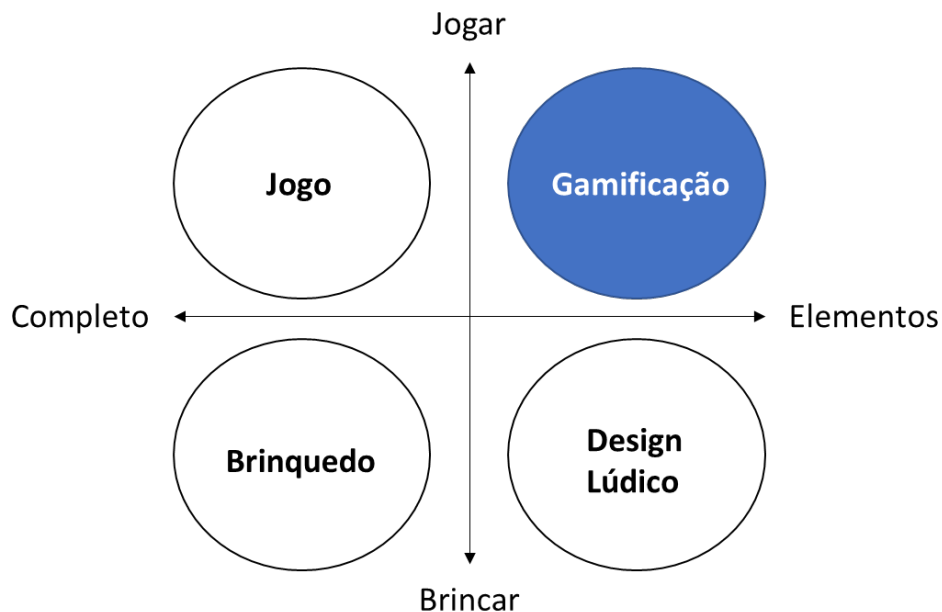 Jogar
Jogo
Gamificação
Completo
Elementos
Brinquedo
Design
Lúdico
Brincar